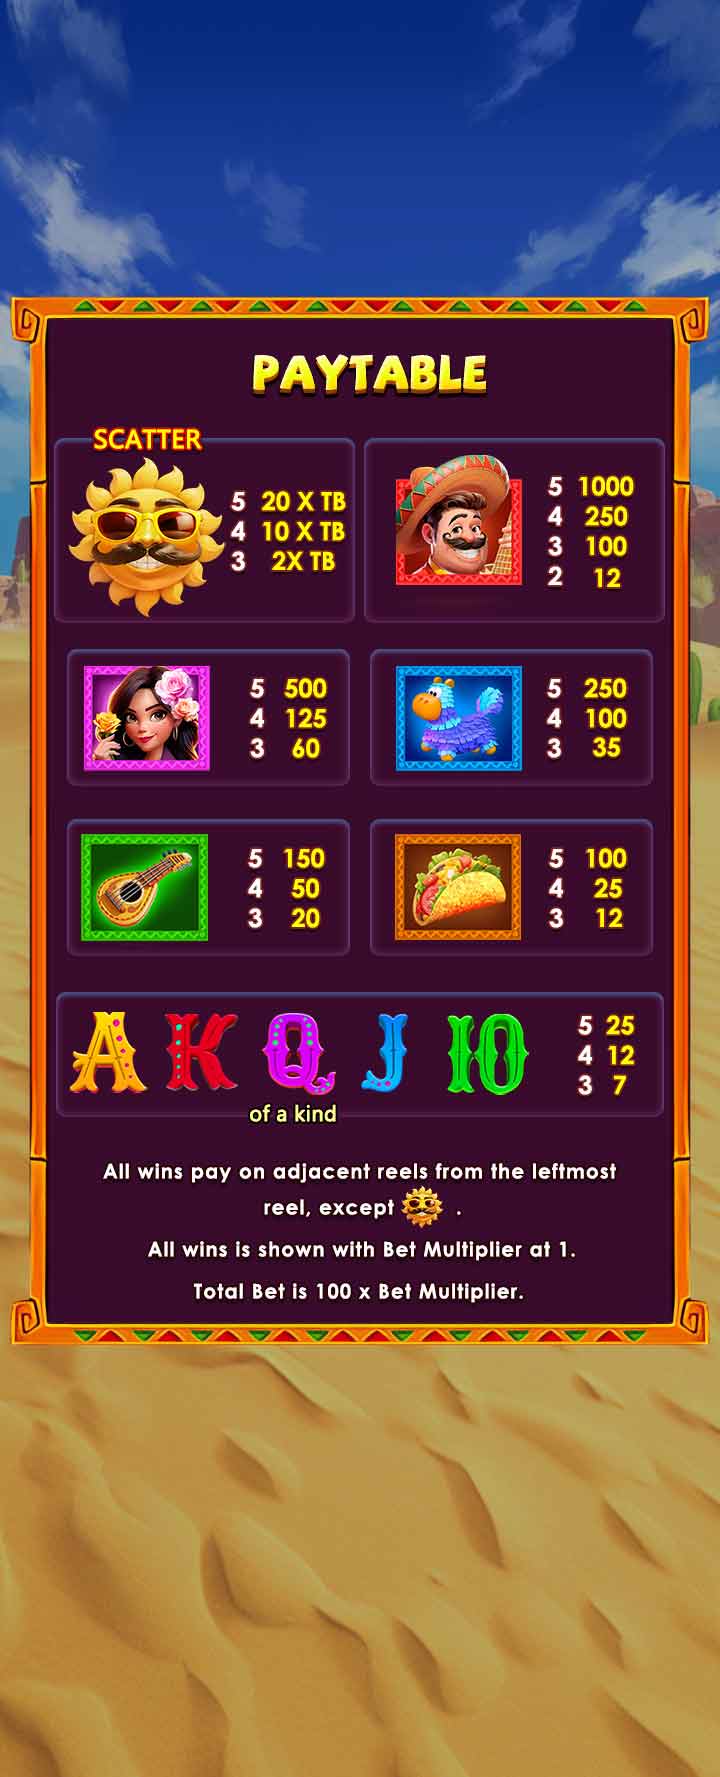 PAYTABLE
SCATTER
5 20 X TB
4 10 X TB
3 2X TB
5 1000
4 250
3 100
2 12
5 500
4 125
3 60
5 250
4 100
3 35
5 150
4 50
3 20
5 100
4 25
3 12
A K Q J 10
5 25
4 12
3 7
of a kind
All wins pay on adjacent reels from the leftmost
reel, except .
All wins is shown with Bet Multiplier at 1.
Total Bet is 100 x Bet Multiplier.